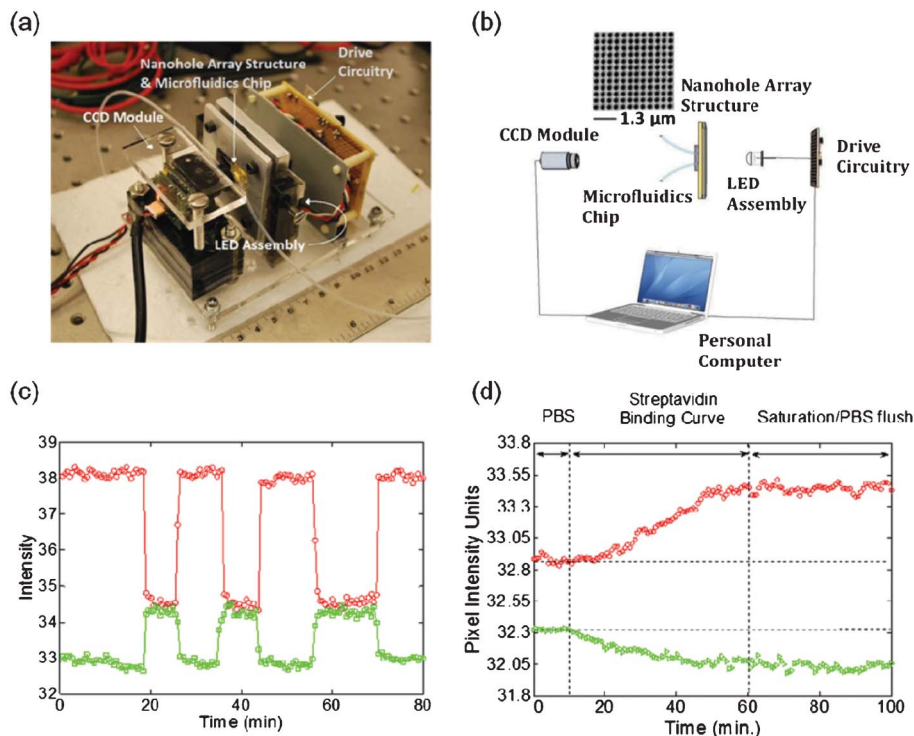 (a)
Nanohole Array Structure
& Microfluidics Chip
Drive
Circuitry
CCD Module
LED Assembly
(b)
Nanohole Array
Structure
1.3 µm
CCD Module
Drive
Circuitry
LED
Assembly
Microfluidics
Chip
Personal
Computer
(c)
39
38
37
36
35
34
33
32
Intensity
0
20
40
60
80
Time (min)
(d)
PBS
Streptavidin
Binding Curve
Saturation/PBS flush
33.8
33.55
33.3
33.05
32.8
32.55
32.3
32.05
31.8
Pixel Intensity Units
0
20
40
60
80
100
Time (min.)